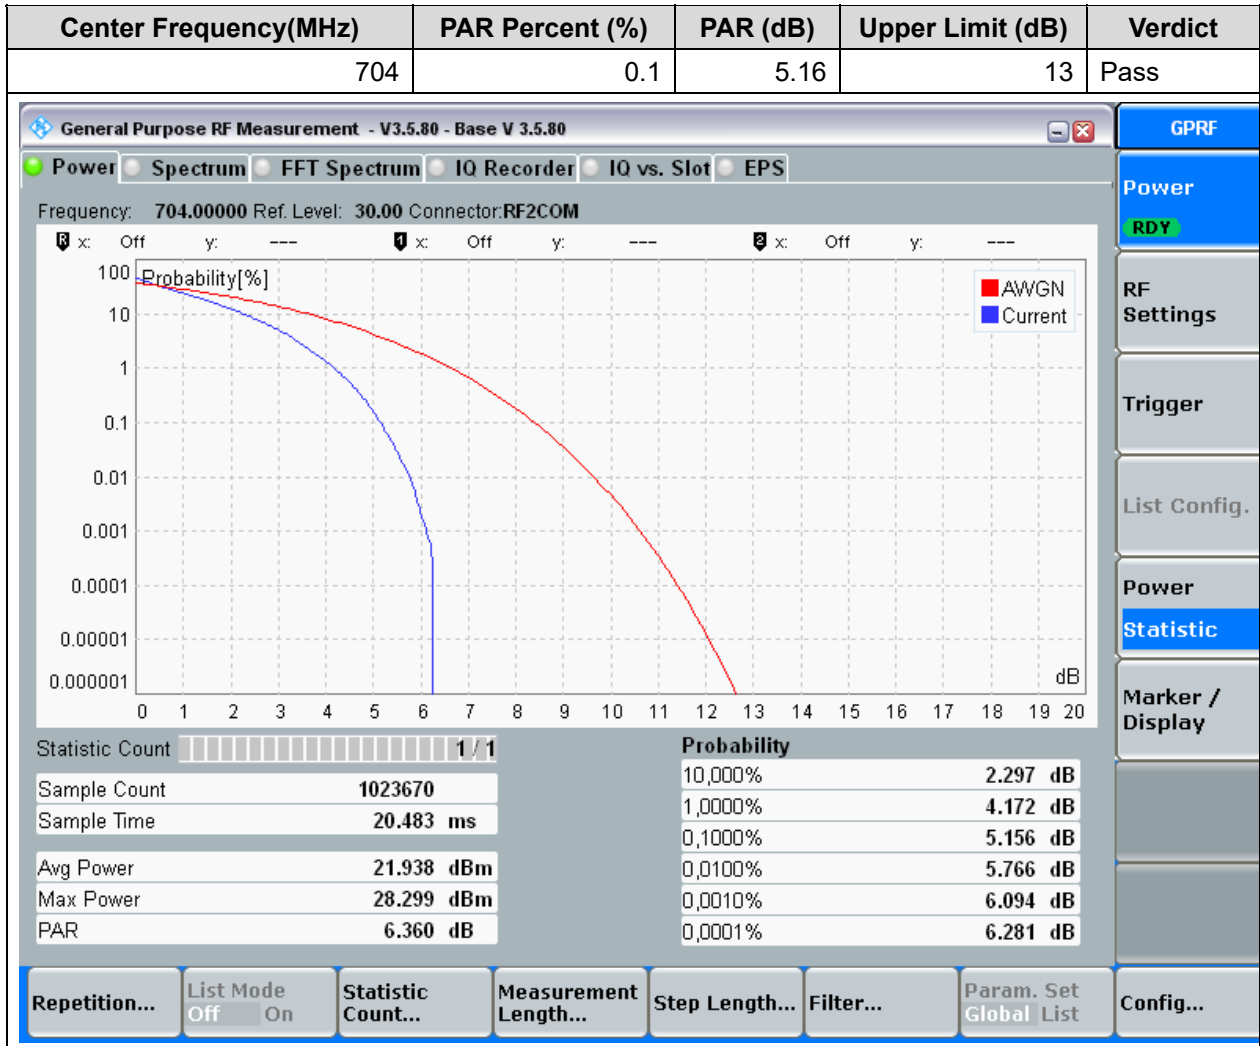 Center Frequency(MHz) PAR Percent (%) PAR (dB) Upper Limit (dB) Verdict
704 0.1 5.16 13 Pass
General Purpose RF Measurement - V3.5.80 - Base V 3.5.80
GPRF
Power Spectrum FFT Spectrum IQ Recorder IQ vs. Slot EPS
Power
RDY
Frequency: 704.00000 Ref. Level: 30.00 Connector:RF2COM
R x: Off y: --- 1 x: Off y: --- 2 x: Off y: ---
Probability[%]
AWGN
Current
100
10
1
0.1
0.01
0.001
0.0001
0.00001
0.000001
dB
0 1 2 3 4 5 6 7 8 9 10 11 12 13 14 15 16 17 18 19 20
RF
Settings
Trigger
List Config.
Power
Statistic
Marker /
Display
Statistic Count 1 / 1
Sample Count 1023670
Sample Time 20.483 ms
Avg Power 21.938 dBm
Max Power 28.299 dBm
PAR 6.360 dB
Probability
10,000% 2.297 dB
1,0000% 4.172 dB
0,1000% 5.156 dB
0,0100% 5.766 dB
0,0010% 6.094 dB
0,0001% 6.281 dB
Repetition...
List Mode
Off On
Statistic
Count...
Measurement
Length...
Step Length...
Filter...
Param. Set
Global List
Config...